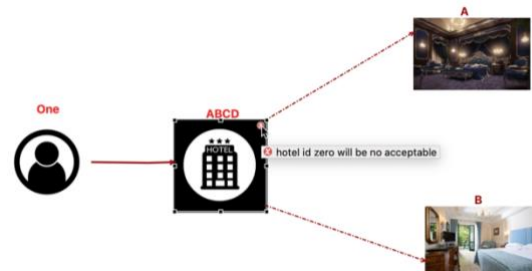 A
One
ABCD
HOTEL
hotel id zero will be no acceptable
B